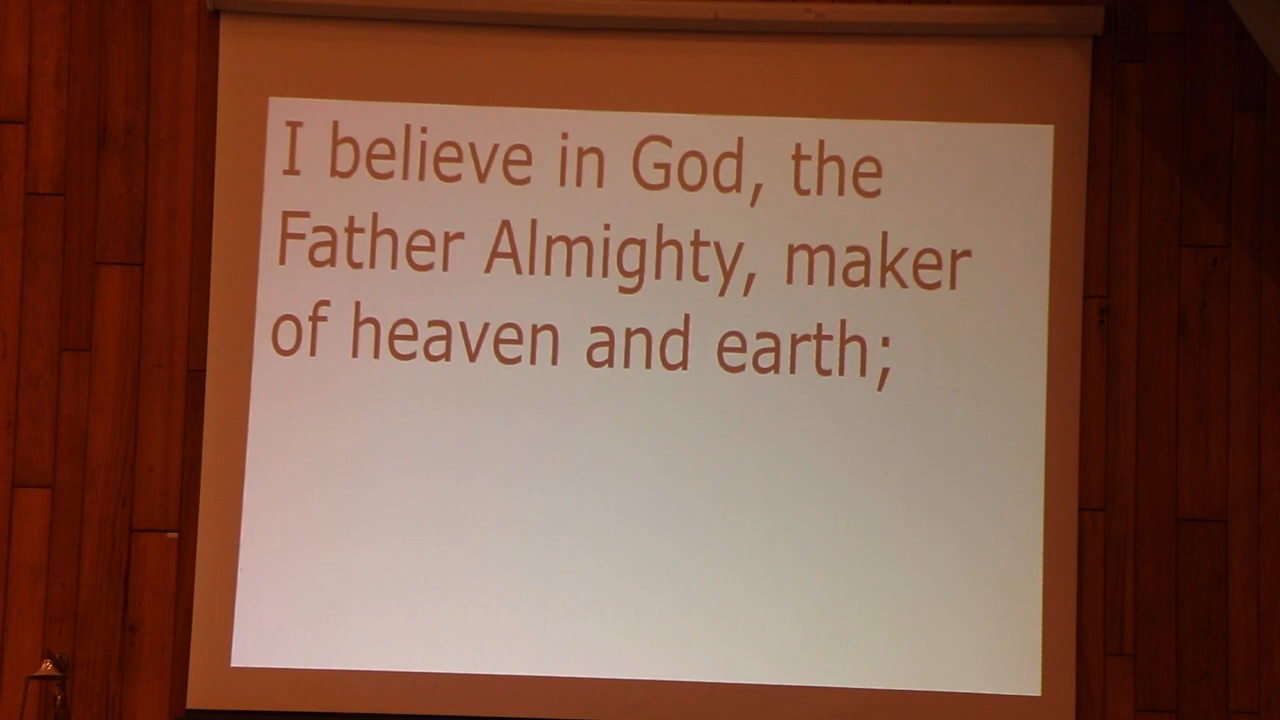 I believe in God, the
Father Almighty, maker
of heaven and earth;